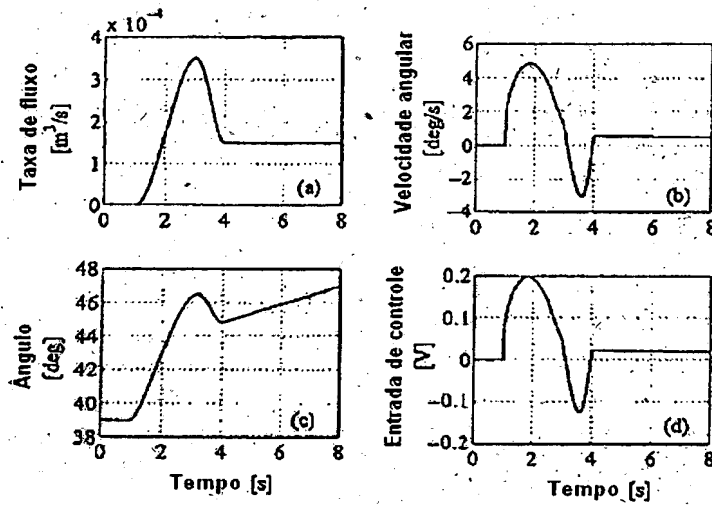 x 10⁻⁴
Taxa de fluxo
[m³/s]
4
3
2
1
0
0 2 4 6 8
(a)
Velocidade angular
[deg/s]
6
4
2
0
-2
-4
0 2 4 6 8
(b)
Ângulo
[deg]
48
46
44
42
40
38
0 2 4 6 8
(c)
Tempo [s]
Entrada de controle
[V]
0.2
0.1
0
-0.1
-0.2
0 2 4 6 8
(d)
Tempo [s]